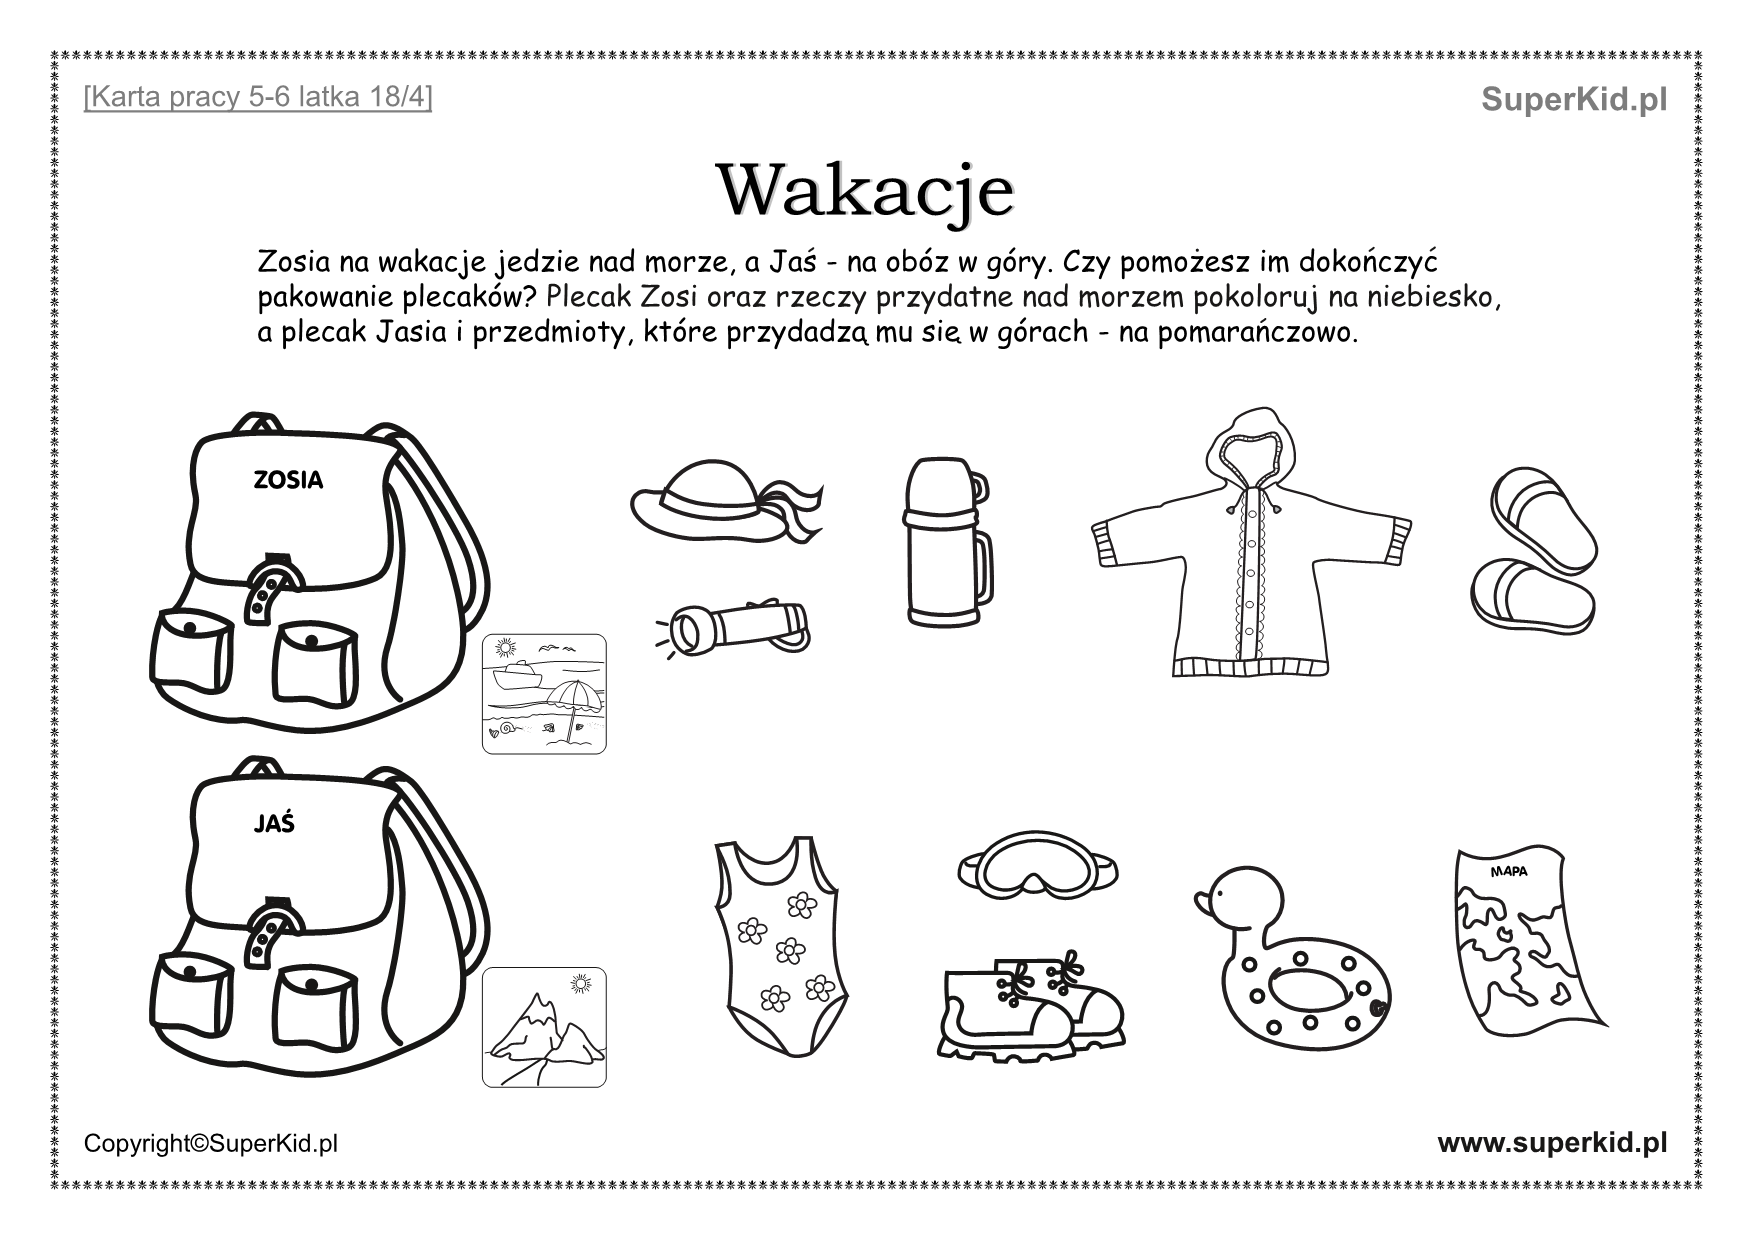 [Karta pracy 5-6 latka 18/4]
SuperKid.pl
Wakacje
Zosia na wakacje jedzie nad morze, a Jaś - na obóz w góry. Czy pomożesz im dokończyć
pakowanie plecaków? Plecak Zosi oraz rzeczy przydatne nad morzem pokoloruj na niebiesko,
a plecak Jasia i przedmioty, które przydadzą mu się w górach - na pomarańczowo.
ZOSIA
JAŚ
MAPA
Copyright©SuperKid.pl
www.superkid.pl